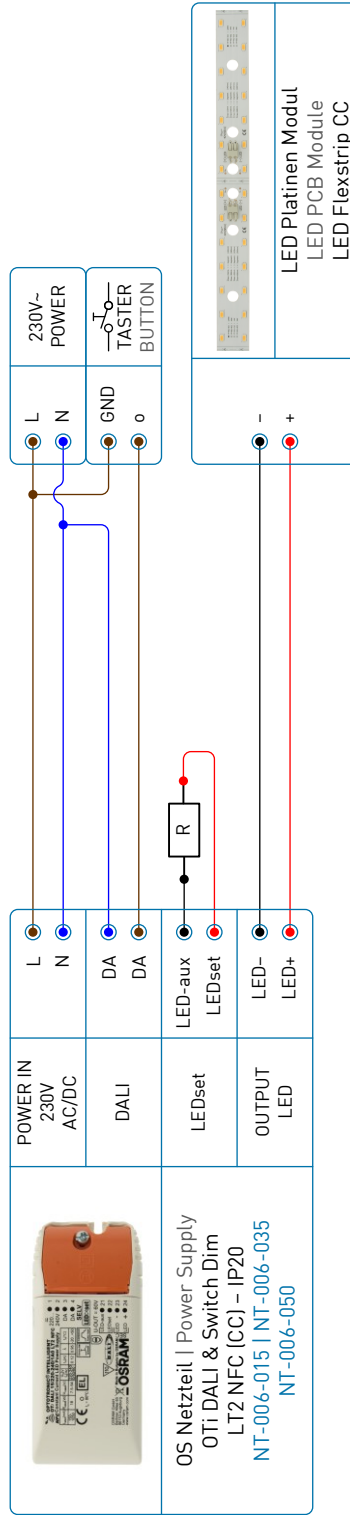 POWER IN
230V
AC/DC
L
N
DALI
DA
DA
LEDset
LED-aux
LEDset
OUTPUT
LED
LED-
LED+
OS Netzteil | Power Supply
OTi DALI & Switch Dim
LT2 NFC (CC) – IP20
NT-006-015 | NT-006-035
NT-006-050
OSRAM
R
L
N
230V~
POWER
GND
o
TASTER
BUTTON
-
+
LED Platinen Modul
LED PCB Module
LED Flexstrip CC